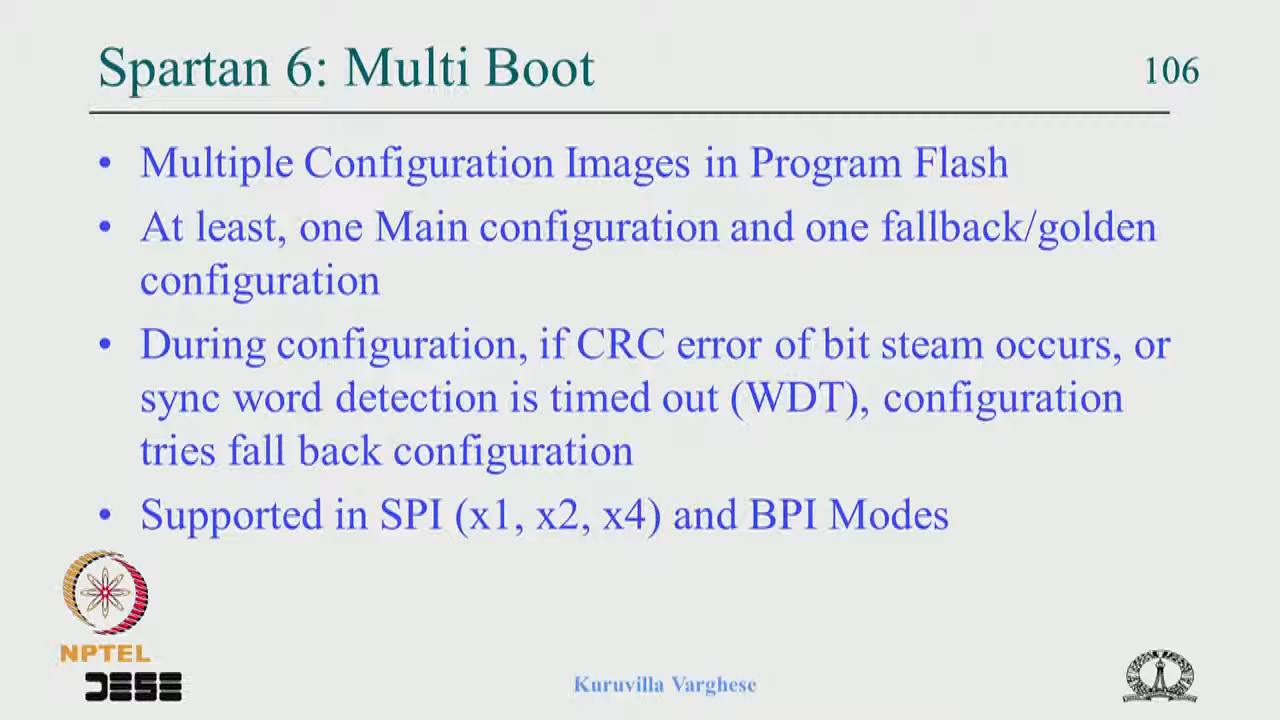 Spartan 6: Multi Boot
106
• Multiple Configuration Images in Program Flash
• At least, one Main configuration and one fallback/golden
configuration
• During configuration, if CRC error of bit steam occurs, or
sync word detection is timed out (WDT), configuration
tries fall back configuration
• Supported in SPI (x1, x2, x4) and BPI Modes
NPTEL
DESE
Kuruvilla Varghese